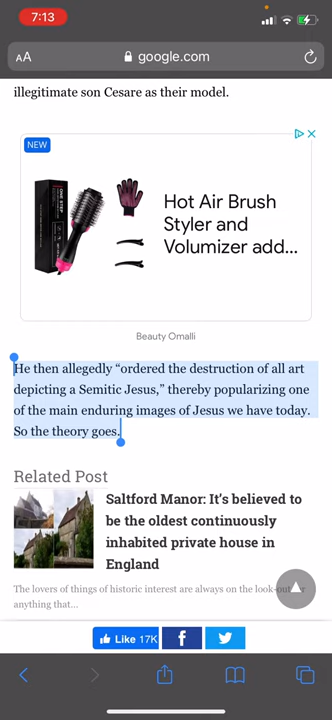 7:13
AA
google.com
illegitimate son Cesare as their model.
NEW
Hot Air Brush
Styler and
Volumizer add...
Beauty Omalli
He then allegedly “ordered the destruction of all art
depicting a Semitic Jesus,” thereby popularizing one
of the main enduring images of Jesus we have today.
So the theory goes.
Related Post
Saltford Manor: It’s believed to
be the oldest continuously
inhabited private house in
England
The lovers of things of historic interest are always on the look-out for
anything that...
Like 17K